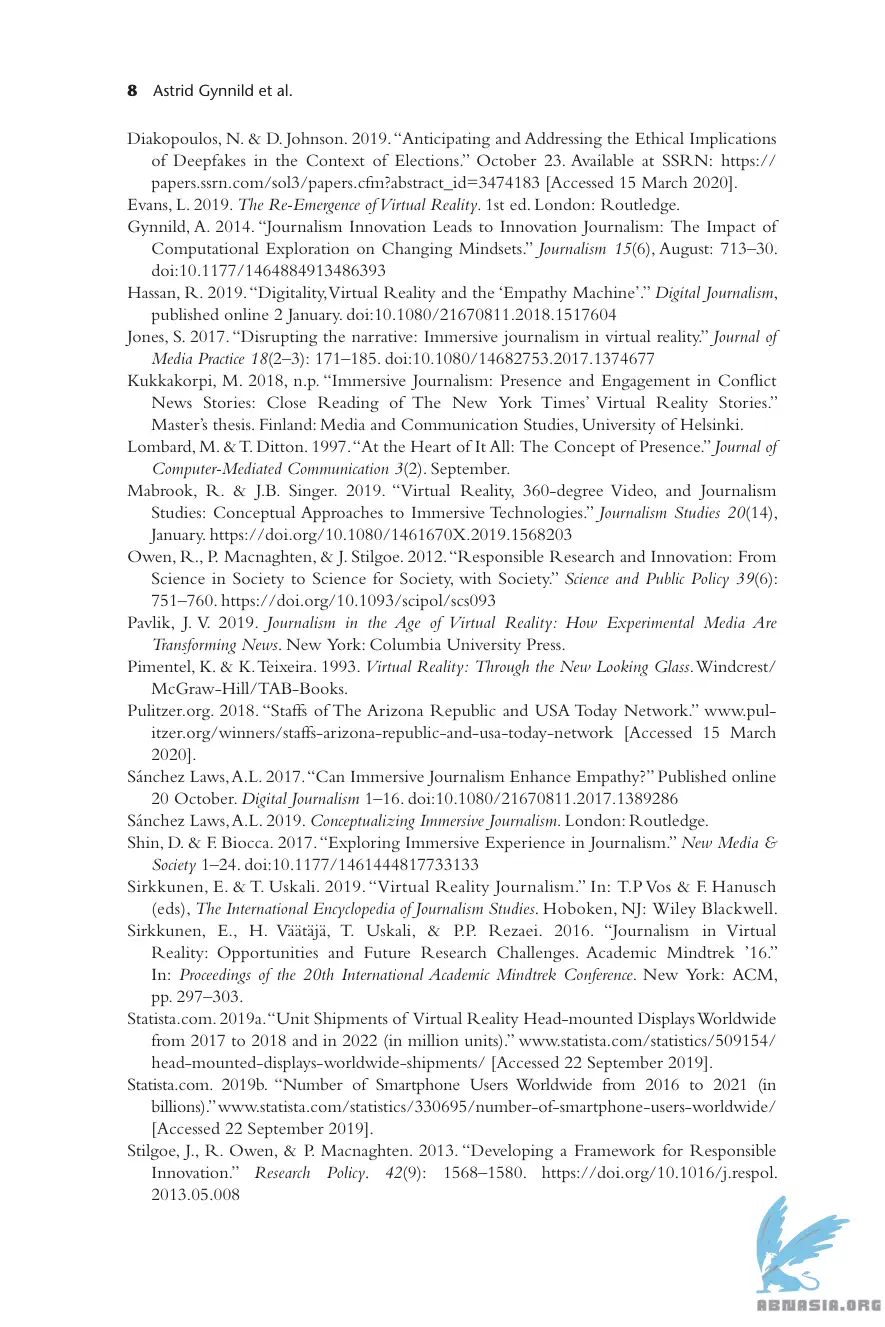 8 Astrid Gynnild et al.
Diakopoulos, N. & D. Johnson. 2019. “Anticipating and Addressing the Ethical Implications
of Deepfakes in the Context of Elections.” October 23. Available at SSRN: https://
papers.ssrn.com/sol3/papers.cfm?abstract_id=3474183 [Accessed 15 March 2020].
Evans, L. 2019. The Re-Emergence of Virtual Reality. 1st ed. London: Routledge.
Gynnild, A. 2014. “Journalism Innovation Leads to Innovation Journalism: The Impact of
Computational Exploration on Changing Mindsets.” Journalism 15(6), August: 713–30.
doi:10.1177/1464884913486393
Hassan, R. 2019. “Digitality, Virtual Reality and the ‘Empathy Machine’.” Digital Journalism,
published online 2 January. doi:10.1080/21670811.2018.1517604
Jones, S. 2017. “Disrupting the narrative: Immersive journalism in virtual reality.” Journal of
Media Practice 18(2–3): 171–185. doi:10.1080/14682753.2017.1374677
Kukkakorpi, M. 2018, n.p. “Immersive Journalism: Presence and Engagement in Conflict
News Stories: Close Reading of The New York Times’ Virtual Reality Stories.”
Master’s thesis. Finland: Media and Communication Studies, University of Helsinki.
Lombard, M. & T. Ditton. 1997. “At the Heart of It All: The Concept of Presence.” Journal of
Computer-Mediated Communication 3(2). September.
Mabrook, R. & J.B. Singer. 2019. “Virtual Reality, 360-degree Video, and Journalism
Studies: Conceptual Approaches to Immersive Technologies.” Journalism Studies 20(14),
January. https://doi.org/10.1080/1461670X.2019.1568203
Owen, R., P. Macnaghten, & J. Stilgoe. 2012. “Responsible Research and Innovation: From
Science in Society to Science for Society, with Society.” Science and Public Policy 39(6):
751–760. https://doi.org/10.1093/scipol/scs093
Pavlik, J. V. 2019. Journalism in the Age of Virtual Reality: How Experimental Media Are
Transforming News. New York: Columbia University Press.
Pimentel, K. & K. Teixeira. 1993. Virtual Reality: Through the New Looking Glass. Windcrest/
McGraw-Hill/TAB-Books.
Pulitzer.org. 2018. “Staffs of The Arizona Republic and USA Today Network.” www.pul-
itzer.org/winners/staffs-arizona-republic-and-usa-today-network [Accessed 15 March
2020].
Sánchez Laws, A.L. 2017. “Can Immersive Journalism Enhance Empathy?” Published online
20 October. Digital Journalism 1–16. doi:10.1080/21670811.2017.1389286
Sánchez Laws, A.L. 2019. Conceptualizing Immersive Journalism. London: Routledge.
Shin, D. & F. Biocca. 2017. “Exploring Immersive Experience in Journalism.” New Media &
Society 1–24. doi:10.1177/1461444817733133
Sirkkunen, E. & T. Uskali. 2019. “Virtual Reality Journalism.” In: T.P Vos & F. Hanusch
(eds), The International Encyclopedia of Journalism Studies. Hoboken, NJ: Wiley Blackwell.
Sirkkunen, E., H. Väätäjä, T. Uskali, & P.P. Rezaei. 2016. “Journalism in Virtual
Reality: Opportunities and Future Research Challenges. Academic Mindtrek ’16.”
In: Proceedings of the 20th International Academic Mindtrek Conference. New York: ACM,
pp. 297–303.
Statista.com. 2019a. “Unit Shipments of Virtual Reality Head-mounted Displays Worldwide
from 2017 to 2018 and in 2022 (in million units).” www.statista.com/statistics/509154/
head-mounted-displays-worldwide-shipments/ [Accessed 22 September 2019].
Statista.com. 2019b. “Number of Smartphone Users Worldwide from 2016 to 2021 (in
billions).” www.statista.com/statistics/330695/number-of-smartphone-users-worldwide/
[Accessed 22 September 2019].
Stilgoe, J., R. Owen, & P. Macnaghten. 2013. “Developing a Framework for Responsible
Innovation.” Research Policy. 42(9): 1568–1580. https://doi.org/10.1016/j.respol.
2013.05.008
ABNASIA.ORG